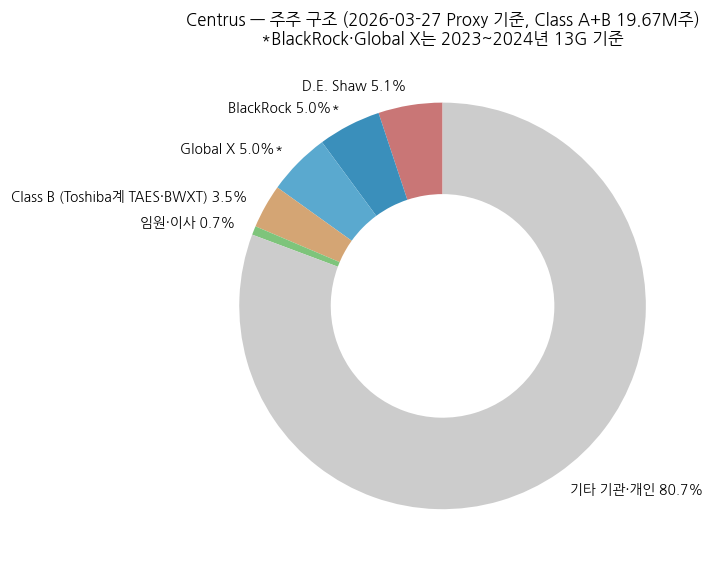 Centrus — 주주 구조 (2026-03-27 Proxy 기준, Class A+B 19.67M주)
*BlackRock·Global X는 2023~2024년 13G 기준
D.E. Shaw 5.1%
BlackRock 5.0%*
Global X 5.0%*
Class B (Toshiba계 TAES·BWXT) 3.5%
임원·이사 0.7%
기타 기관·개인 80.7%